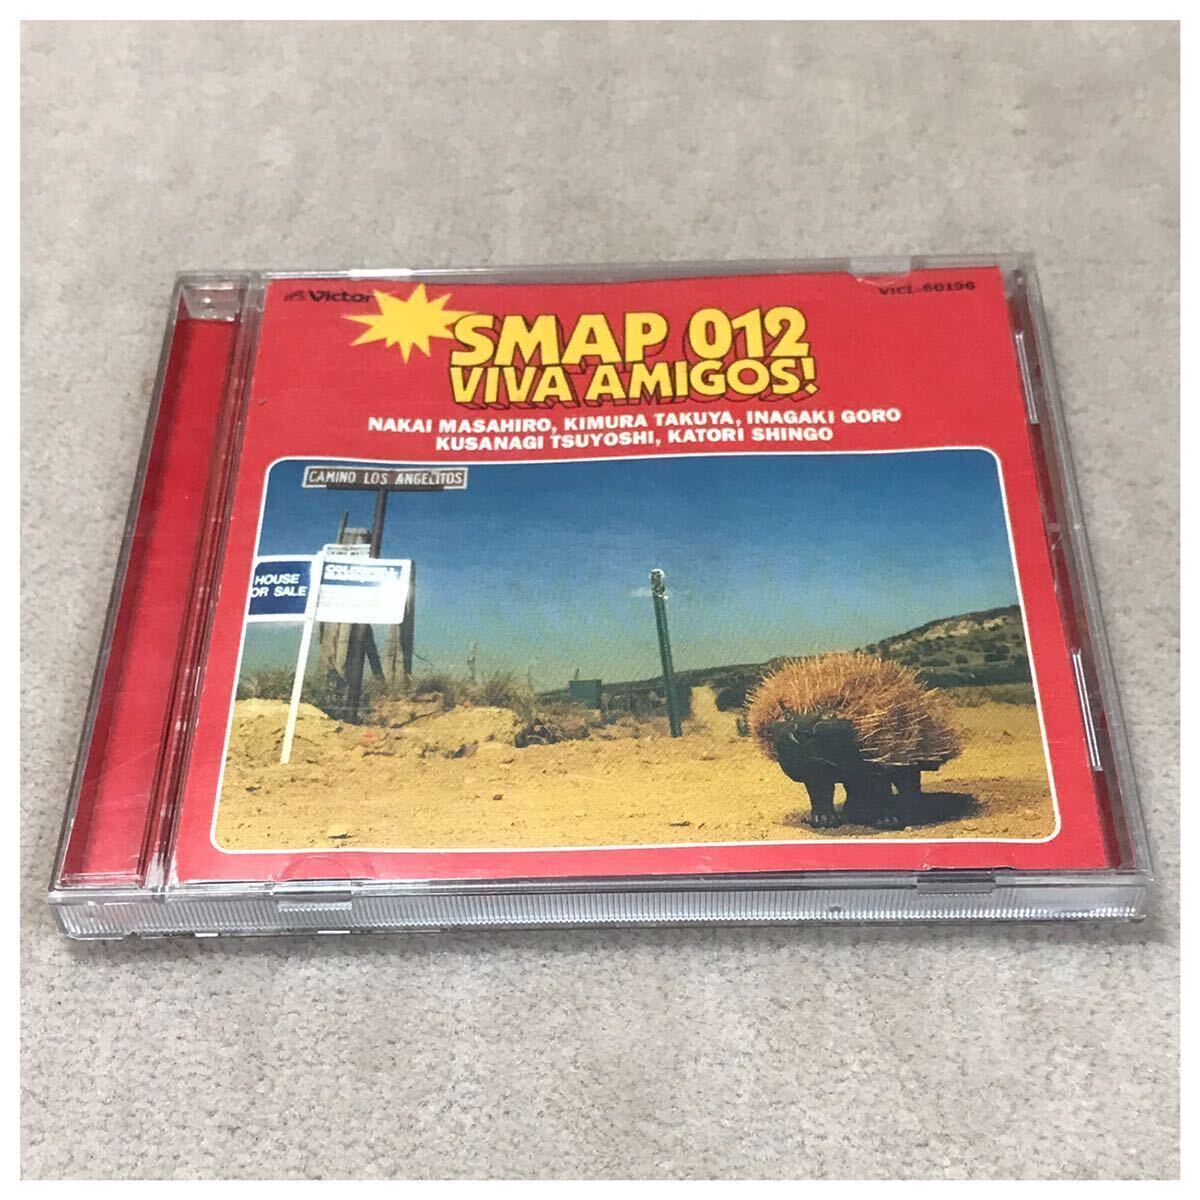 Victor
VICL-60196
SMAP 012
VIVA AMIGOS!
NAKAI MASAHIRO, KIMURA TAKUYA, INAGAKI GORO
KUSANAGI TSUYOSHI, KATORI SHINGO
CAMINO LOS ANGELITOS
HOUSE
OR SALE